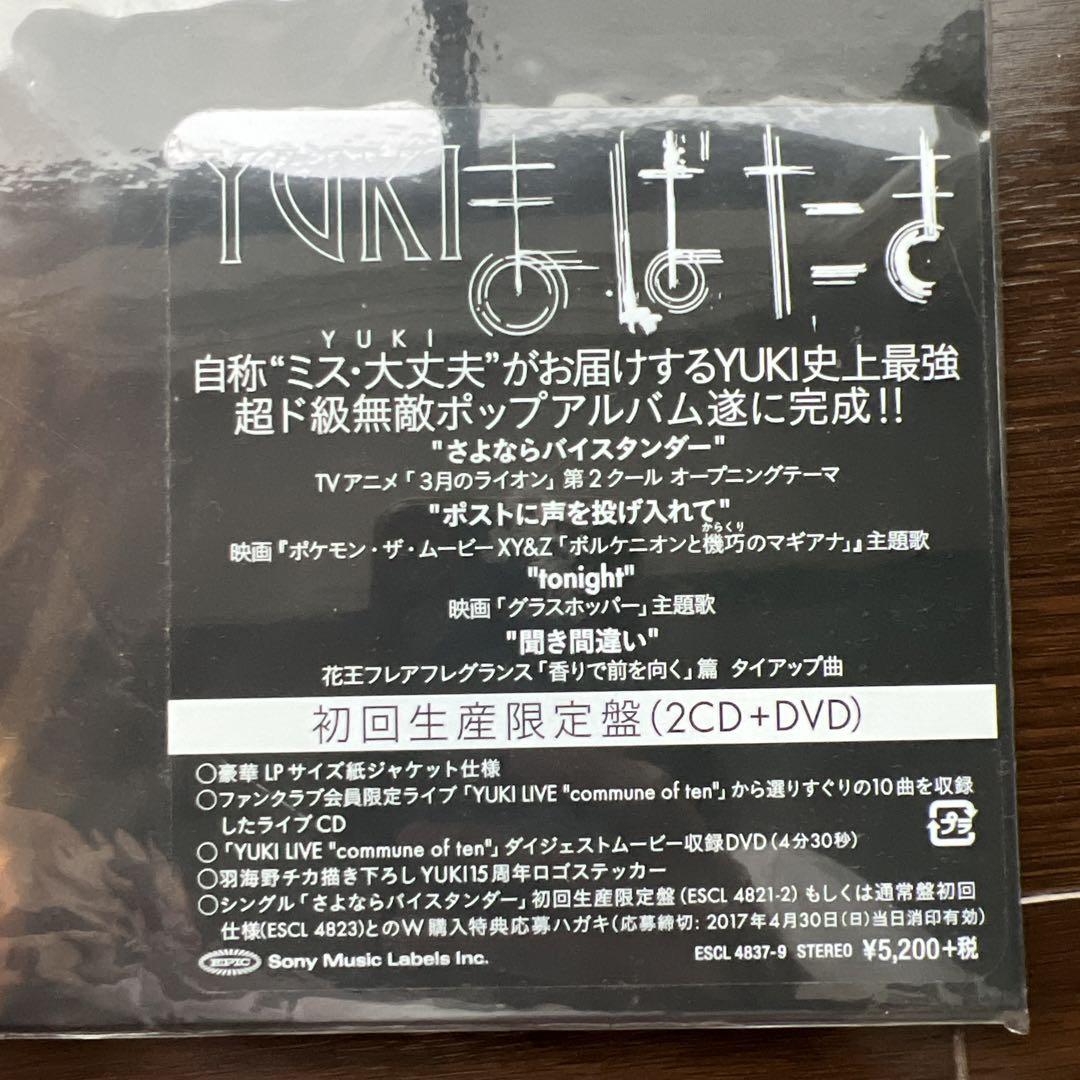 YUKI まばたき
YUKI
自称“ミス・大丈夫”がお届けするYUKI史上最強
超ド級無敵ポップアルバム遂に完成!!
"さよならバイスタンダー"
TVアニメ「3月のライオン」第2クール オープニングテーマ
"ポストに声を投げ入れて"
からくり
映画『ポケモン・ザ・ムービーXY&Z「ボルケニオンと機巧のマギアナ」』主題歌
"tonight"
映画「グラスホッパー」主題歌
"聞き間違い"
花王フレアフレグランス「香りで前を向く」篇 タイアップ曲
初回生産限定盤(2CD+DVD)
○豪華LPサイズ紙ジャケット仕様
○ファンクラブ会員限定ライブ「YUKI LIVE "commune of ten"」から選りすぐりの10曲を収録
したライブCD
プラ
○「YUKI LIVE "commune of ten"」ダイジェストムービー収録DVD(4分30秒)
○羽海野チカ描き下ろしYUKI15周年ロゴステッカー
○シングル「さよならバイスタンダー」初回生産限定盤(ESCL 4821-2)もしくは通常盤初回
仕様(ESCL 4823)とのW購入特典応募ハガキ(応募締切: 2017年4月30日(日)当日消印有効)
EPIC Sony Music Labels Inc. ESCL 4837-9 STEREO ¥5,200+税